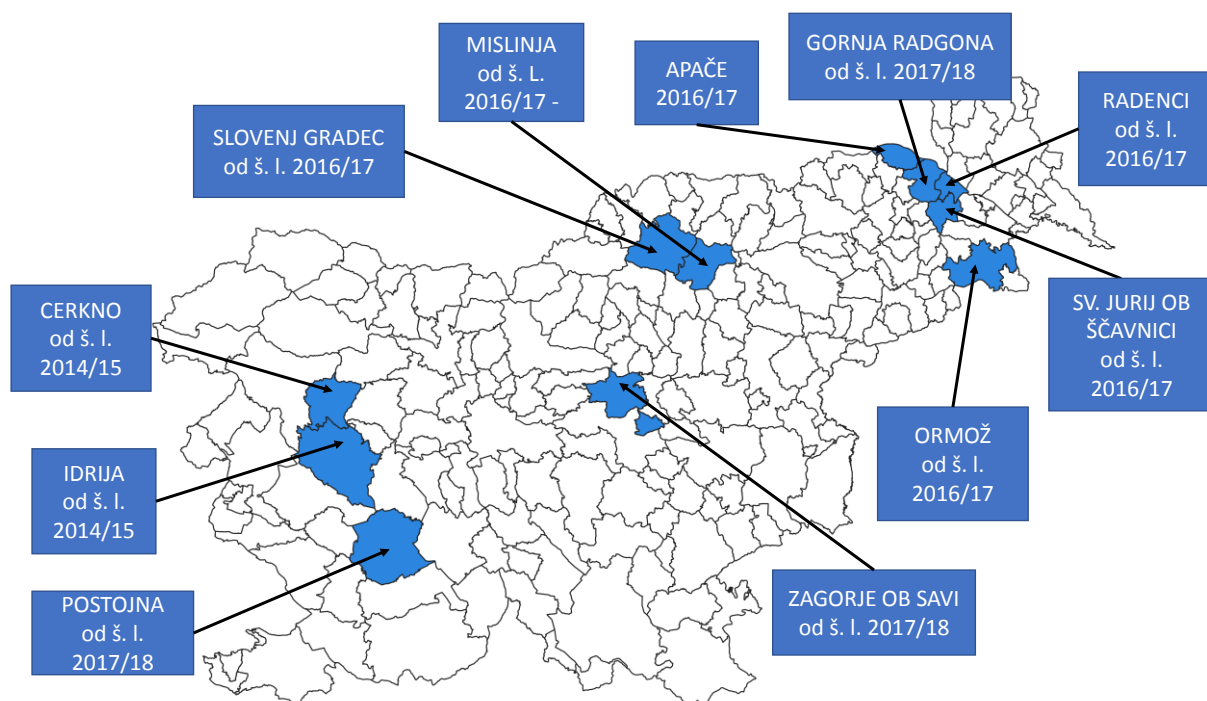 MISLINJA
od š. L.
2016/17 -
GORNJA RADGONA
od š. l. 2017/18
APAČE
2016/17
RADENCI
od š. l.
2016/17
SLOVENJ GRADEC
od š. l. 2016/17
CERKNO
od š. l.
2014/15
SV. JURIJ OB
ŠČAVNICI
od š. l.
2016/17
ORMOŽ
od š. l.
2016/17
IDRIJA
od š. l.
2014/15
ZAGORJE OB SAVI
od š. l. 2017/18
POSTOJNA
od š. l.
2017/18